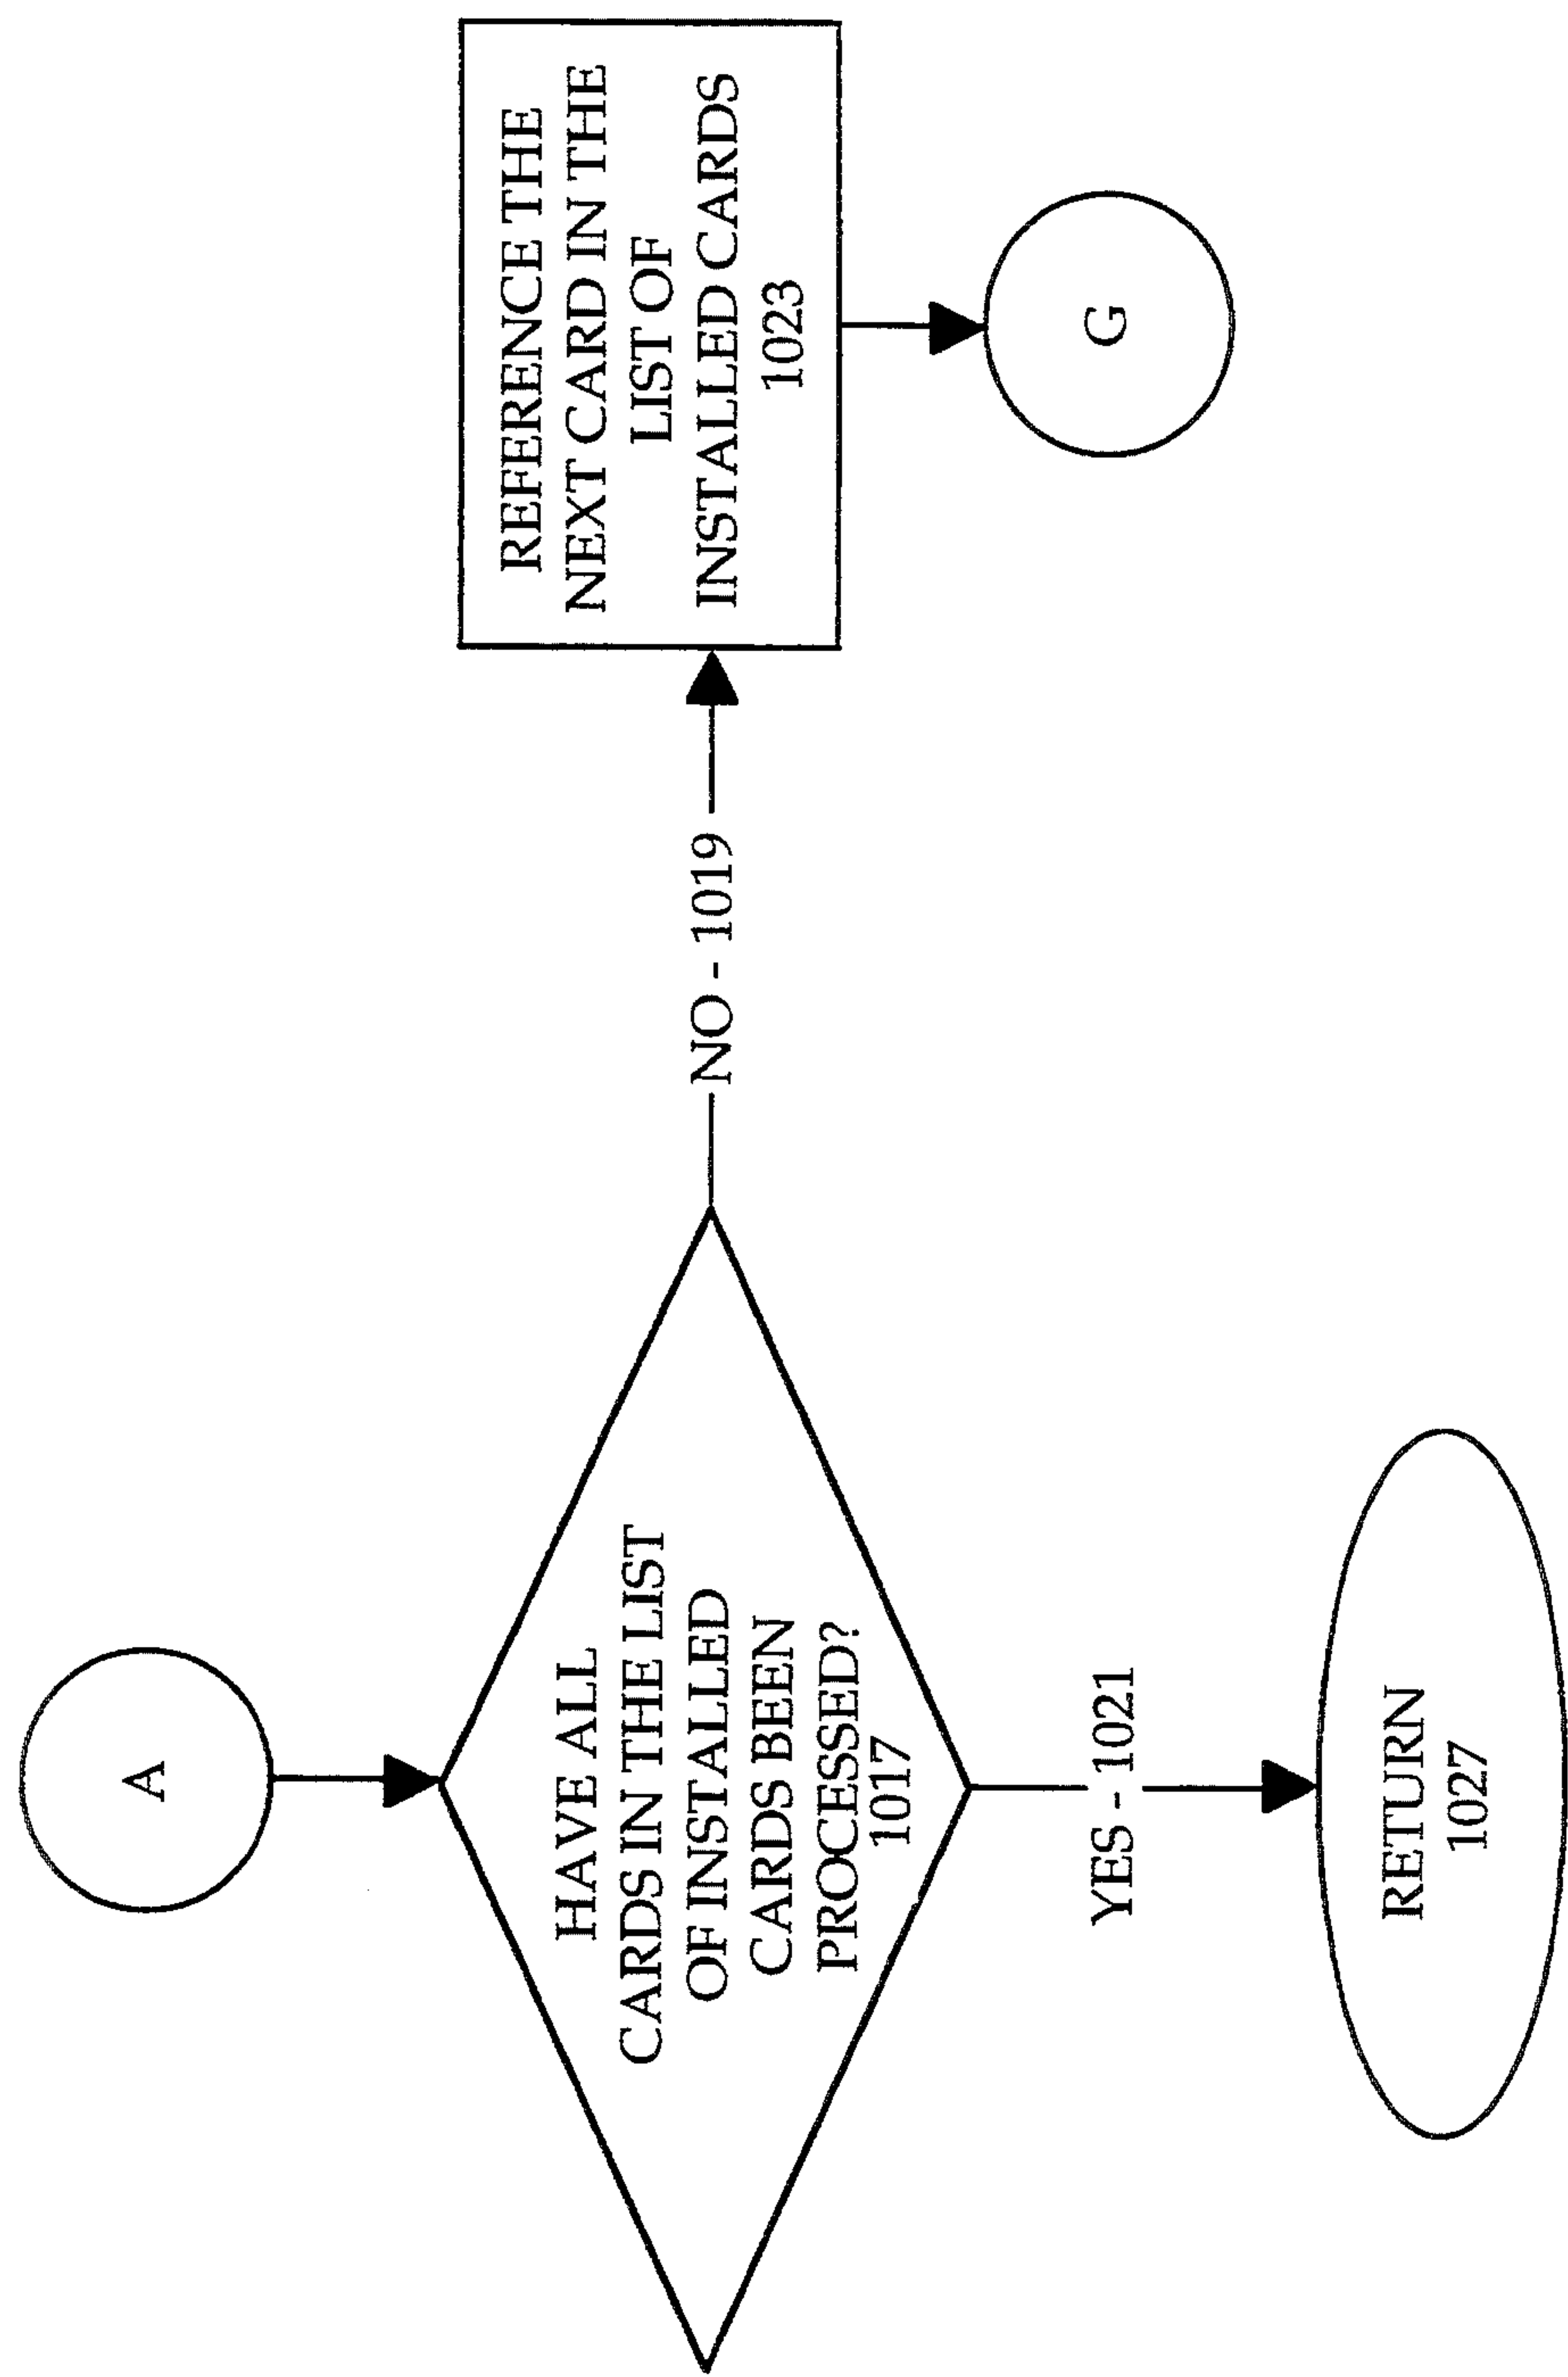 A
HAVE ALL
CARDS IN THE LIST
OF INSTALLED
CARDS BEEN
PROCESSED?
1017
NO - 1019
REFERENCE THE
NEXT CARD IN THE
LIST OF
INSTALLED CARDS
1023
G
YES - 1021
RETURN
1027